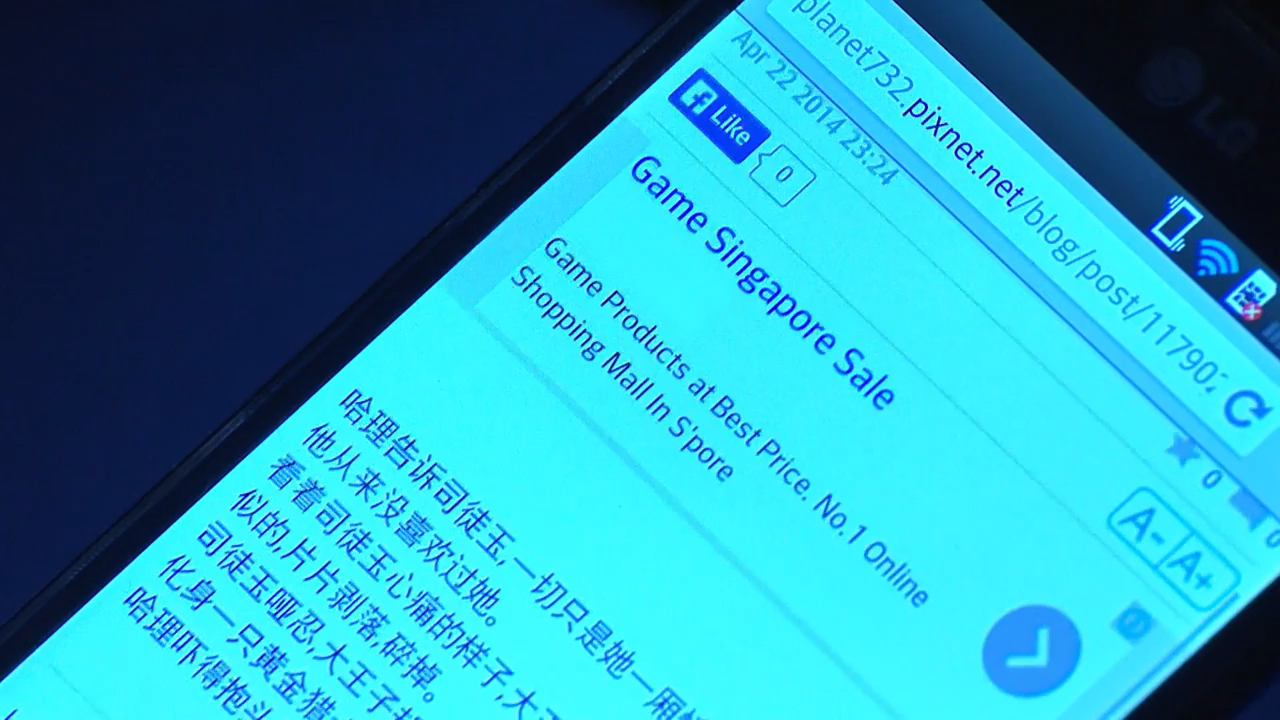 LG
planet732.pixnet.net/blog/post/11790
Apr 22 2014 23:24
f Like 0
Game Singapore Sale
Game Products at Best Price. No.1 Online
Shopping Mall In S'pore
0
A- A+
哈理告诉司徒玉,一切只是她一厢
他从来没喜欢过她。
看着司徒玉心痛的样子,大王
似的,片片剥落,碎掉。
司徒玉哑忍,大王子
化身一只黄金猎
哈理吓得抱头